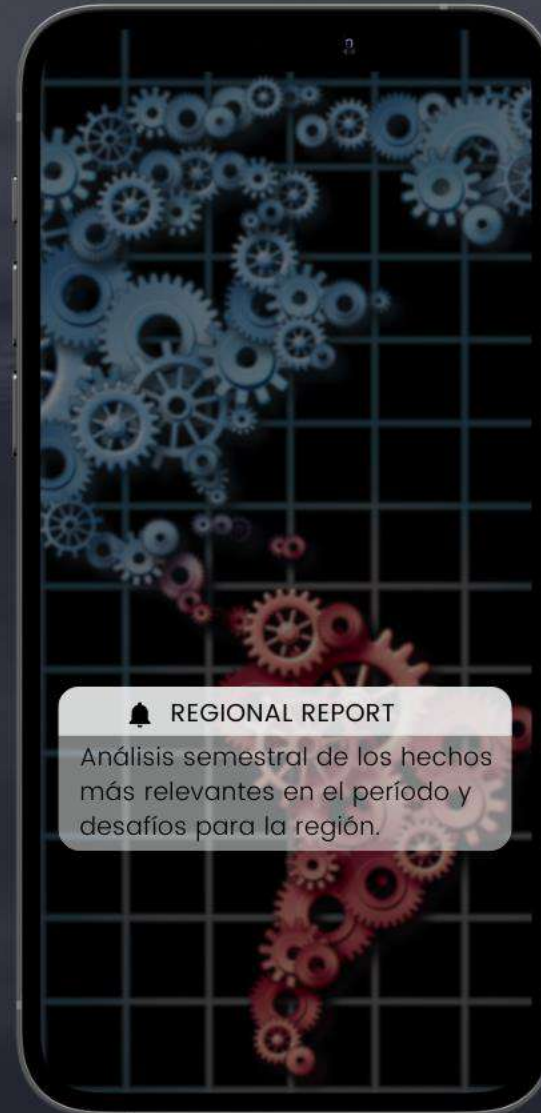 REGIONAL REPORT
Análisis semestral de los hechos
más relevantes en el período y
desafíos para la región.